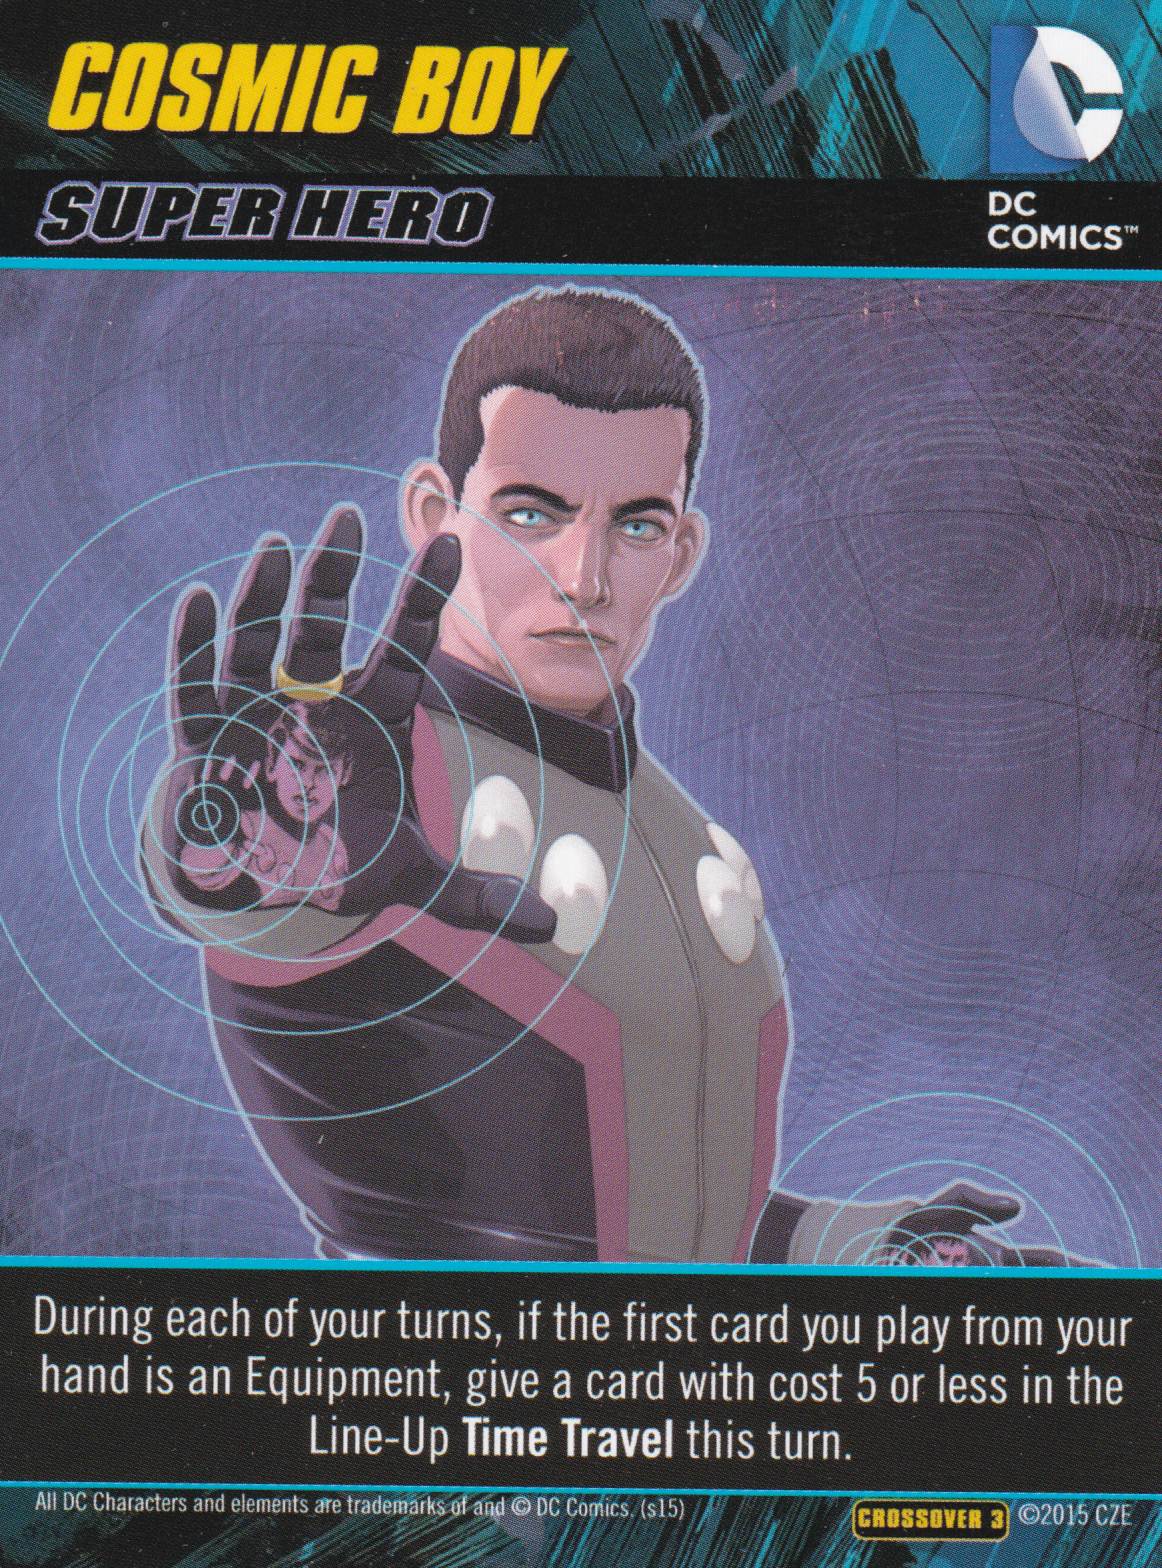 COSMIC BOY
SUPER HERO
DC
COMICS™
During each of your turns, if the first card you play from your
hand is an Equipment, give a card with cost 5 or less in the
Line-Up Time Travel this turn.
All DC Characters and elements are trademarks of and © DC Comics. (s15)
CROSSOVER 3 ©2015 CZE